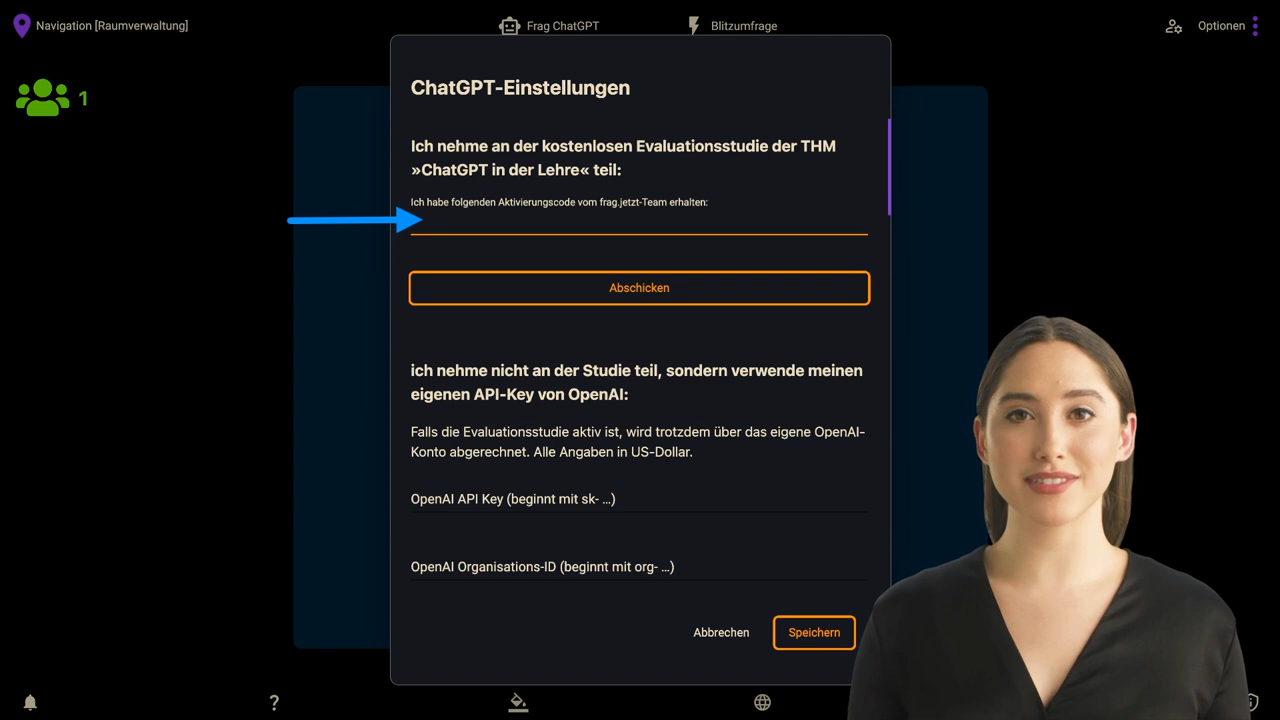 Navigation [Raumverwaltung]
Frag ChatGPT
Blitzumfrage
Optionen
1
ChatGPT-Einstellungen
Ich nehme an der kostenlosen Evaluationsstudie der THM
»ChatGPT in der Lehre« teil:
Ich habe folgenden Aktivierungscode vom frag.jetzt-Team erhalten:
Abschicken
ich nehme nicht an der Studie teil, sondern verwende meinen
eigenen API-Key von OpenAI:
Falls die Evaluationsstudie aktiv ist, wird trotzdem über das eigene OpenAI-
Konto abgerechnet. Alle Angaben in US-Dollar.
OpenAI API Key (beginnt mit sk- ...)
OpenAI Organisations-ID (beginnt mit org- ...)
Abbrechen
Speichern
?